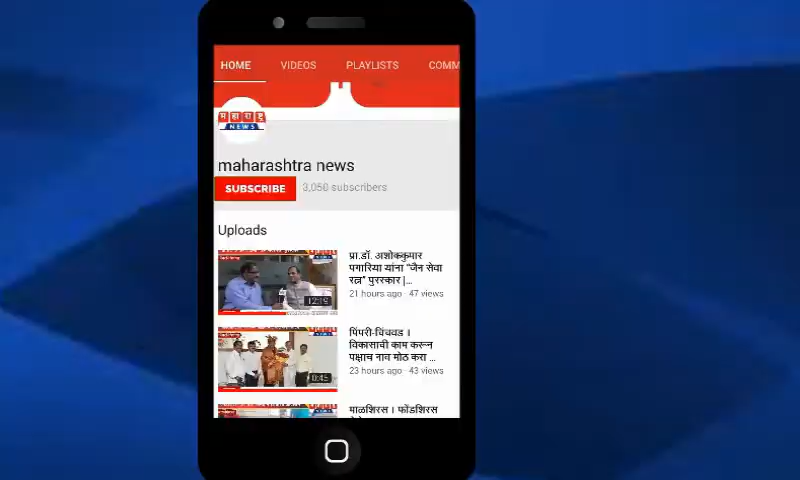 HOME VIDEOS PLAYLISTS COMM
महाराष्ट्र
NEWS
maharashtra news
SUBSCRIBE 3,050 subscribers
Uploads
प्रा.डॉ. अशोककुमार
पगारिया यांना "जैन सेवा
रत्न" पुरस्कार |...
21 hours ago · 47 views
12:19
पिंपरी-चिंचवड ।
विकासाची काम करून
पक्षाच नाव मोठ करा ...
23 hours ago · 43 views
0:45
माळशिरस । फोंडशिरस